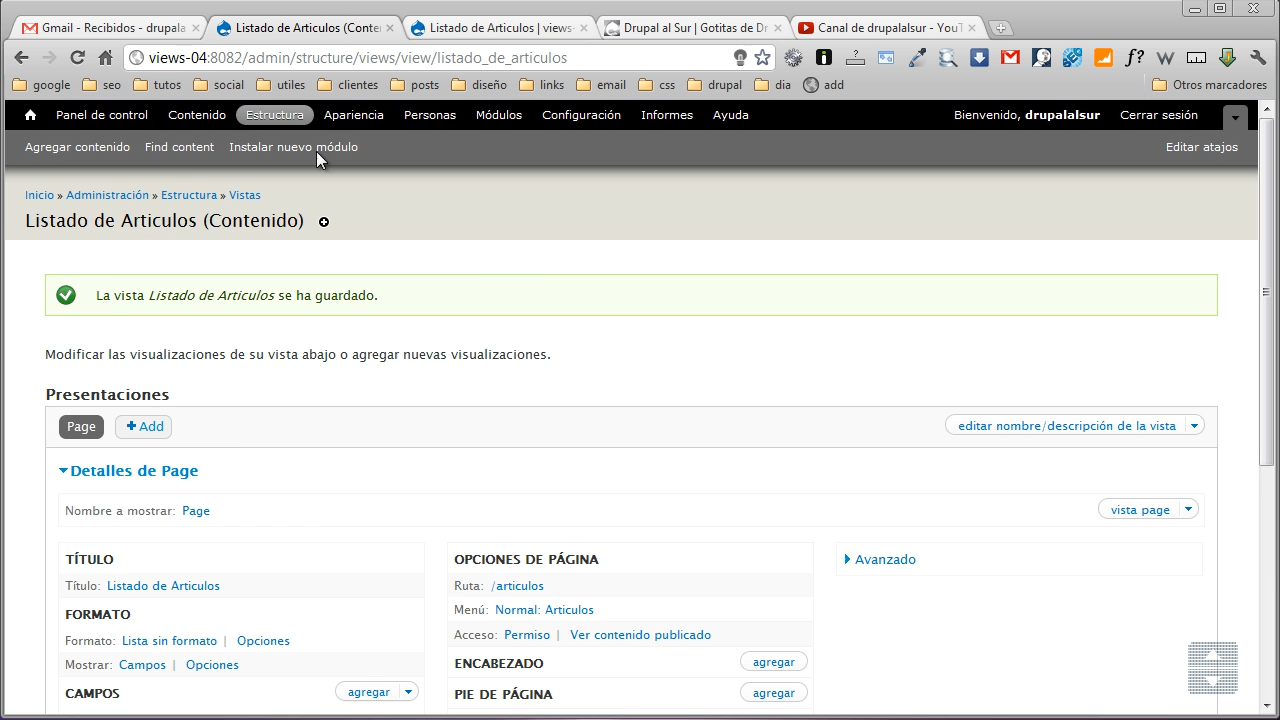 Gmail - Recibidos - drupala
Listado de Articulos (Conte
Listado de Articulos | views-
Drupal al Sur | Gotitas de Dr
Canal de drupalalsur - YouT
views-04:8082/admin/structure/views/view/listado_de_articulos
google seo tutos social utiles clientes posts diseño links email css drupal dia add Otros marcadores
Panel de control Contenido Estructura Apariencia Personas Módulos Configuración Informes Ayuda Bienvenido, drupalalsur Cerrar sesión
Agregar contenido Find content Instalar nuevo módulo Editar atajos
Inicio » Administración » Estructura » Vistas
Listado de Articulos (Contenido)
La vista Listado de Articulos se ha guardado.
Modificar las visualizaciones de su vista abajo o agregar nuevas visualizaciones.
Presentaciones
Page Add editar nombre/descripción de la vista
Detalles de Page
Nombre a mostrar: Page vista page
TÍTULO
Título: Listado de Articulos
FORMATO
Formato: Lista sin formato | Opciones
Mostrar: Campos | Opciones
CAMPOS agregar
OPCIONES DE PÁGINA
Ruta: /articulos
Menú: Normal: Articulos
Acceso: Permiso | Ver contenido publicado
ENCABEZADO agregar
PIE DE PÁGINA agregar
Avanzado